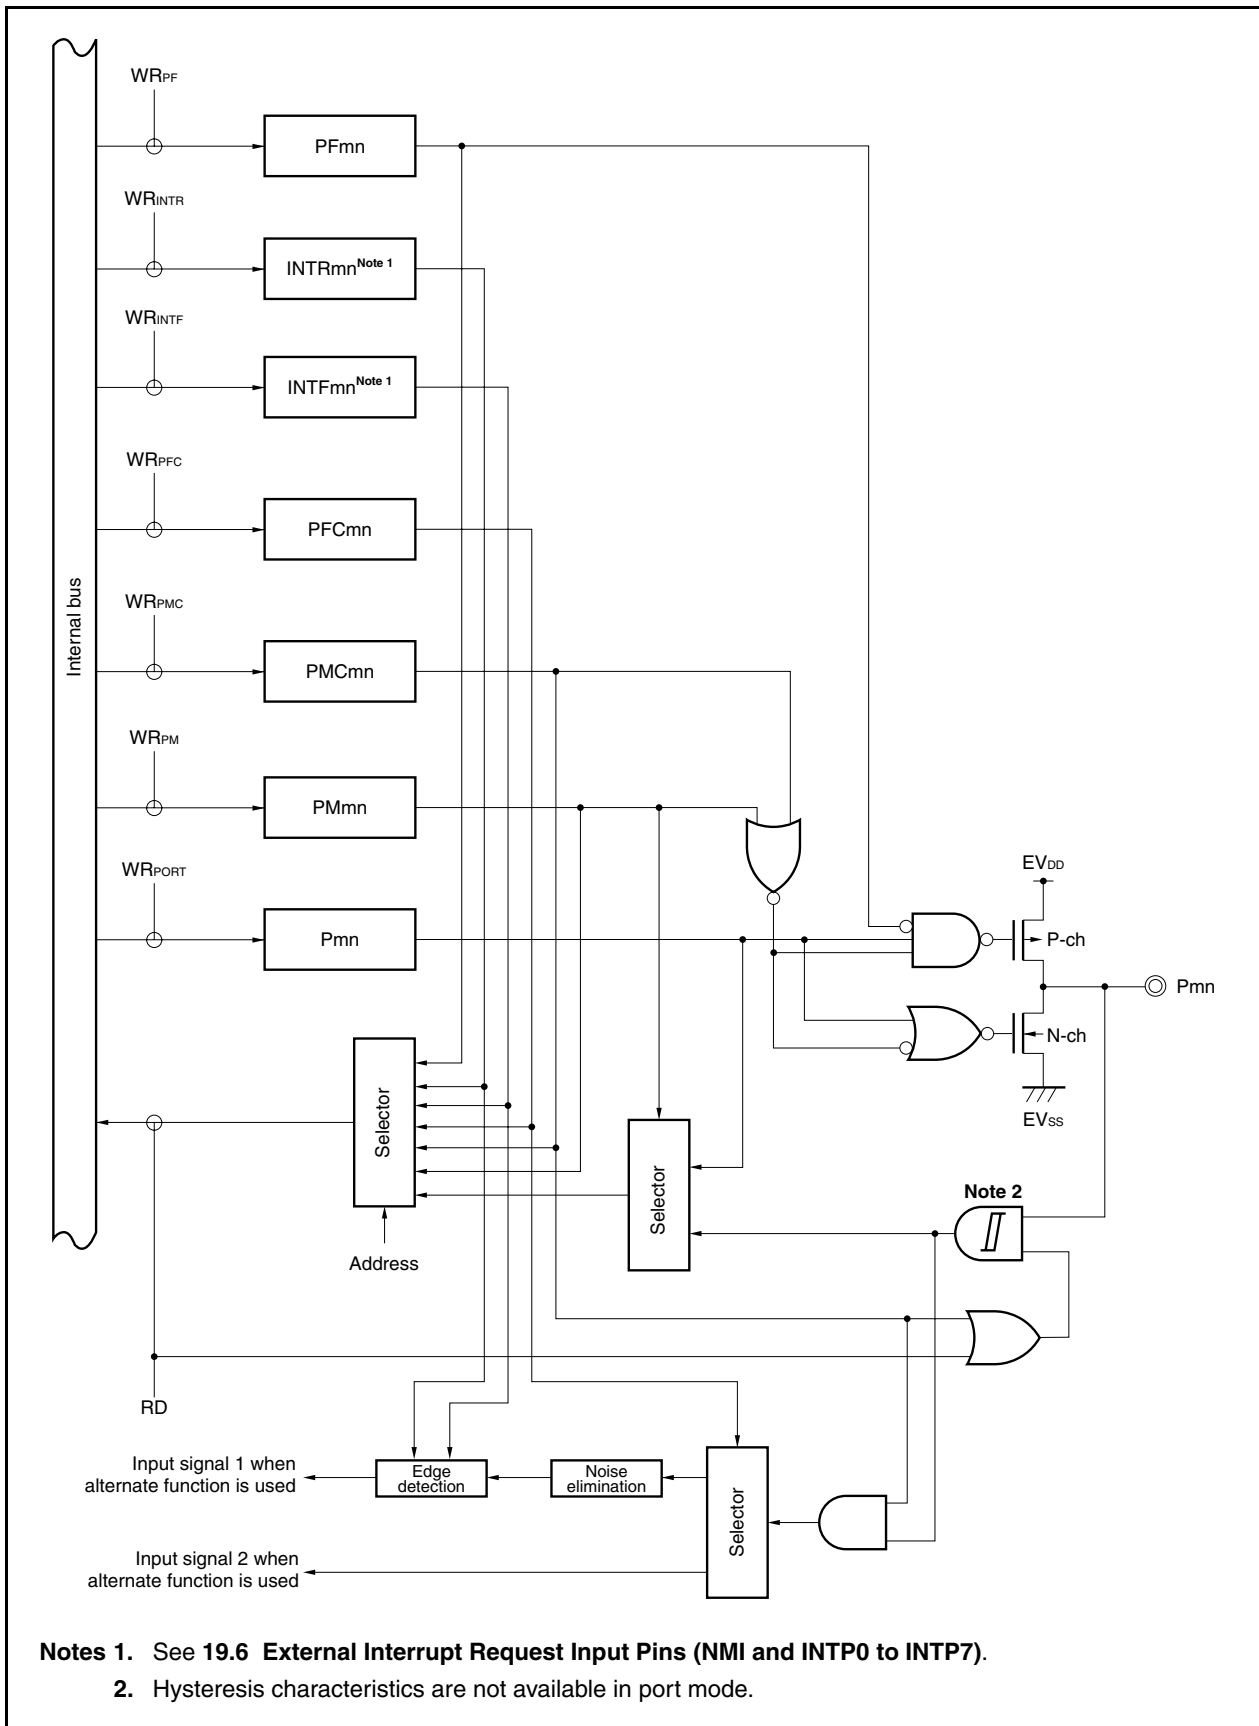 WRPF
PFmn
WRINTR
INTRmnNote 1
WRINTF
INTFmnNote 1
WRPFC
PFCmn
Internal bus
WRPMC
PMCmn
WRPM
PMmn
WRPORT
Pmn
EVDD
P-ch
Pmn
N-ch
EVSS
Selector
Address
Selector
Note 2
RD
Input signal 1 when
alternate function is used
Edge
detection
Noise
elimination
Selector
Input signal 2 when
alternate function is used
Notes 1. See 19.6 External Interrupt Request Input Pins (NMI and INTP0 to INTP7).
2. Hysteresis characteristics are not available in port mode.